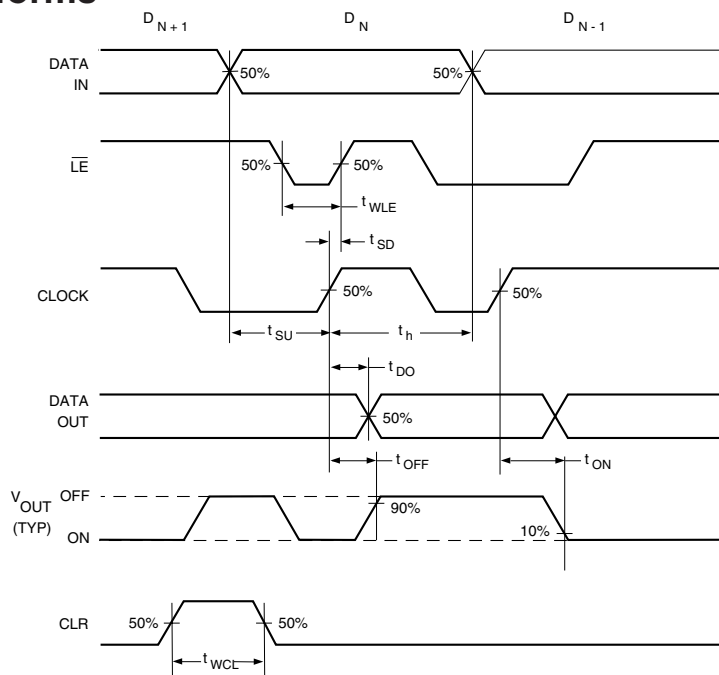 D N + 1 D N D N - 1
DATA IN 50% 50%
LE 50% 50%
t WLE
t SD
CLOCK 50% 50%
t SU t h
t DO
DATA OUT 50%
t OFF t ON
V OUT (TYP) OFF 90%
ON 10%
CLR 50% 50%
t WCL